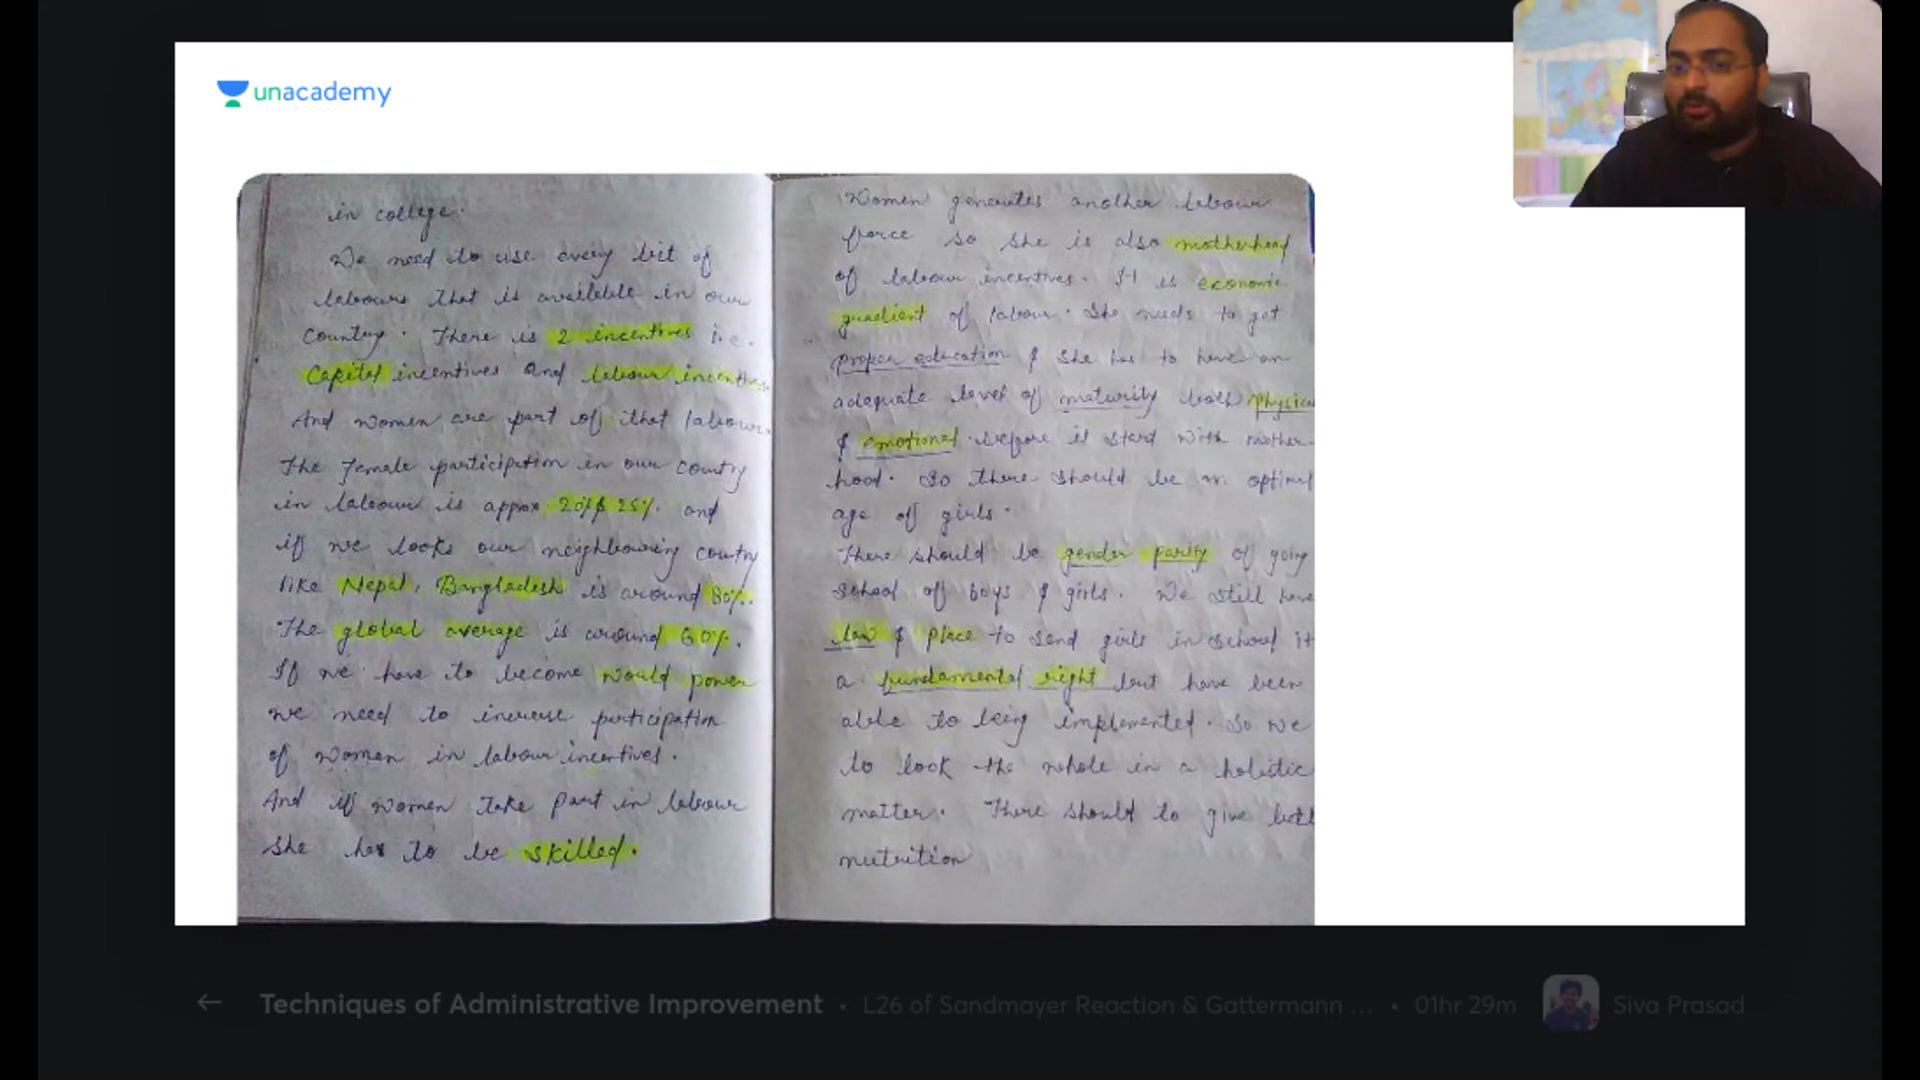 unacademy
in college.
We need to use every bit of
labours that is available in our
country. There is 2 incentives i.e.
Capital incentives and labour incentives.
And women are part of that labour.
The female participation in our country
in labour is approx 20% $ 25%. and
if we looks our neighbouring country
like Nepal, Bangladesh is around 80%.
The global average is around 60%.
If we have to become would power
we need to increase participation
of women in labour incentives.
And if women take part in labour
She has to be skilled.
Women generates another labour
force so she is also motherhood
of labour incentives. It is economic
guadient of labour. She needs to get
proper education & she has to have an
adequate level of maturity both physica
& emotional. before it start with mother-
hood. So there should be an optimal
age of girls.
There should be gender parity of going
School of boys & girls. We still have
law & place to send girls in school it
a fundamental right but have been
able to being implemented. So we
to look the whole in a holistic
matter. There should to give both
nutrition
Techniques of Administrative Improvement • L26 of Sandmayer Reaction & Gattermann ... • 01hr 29m Siva Prasad